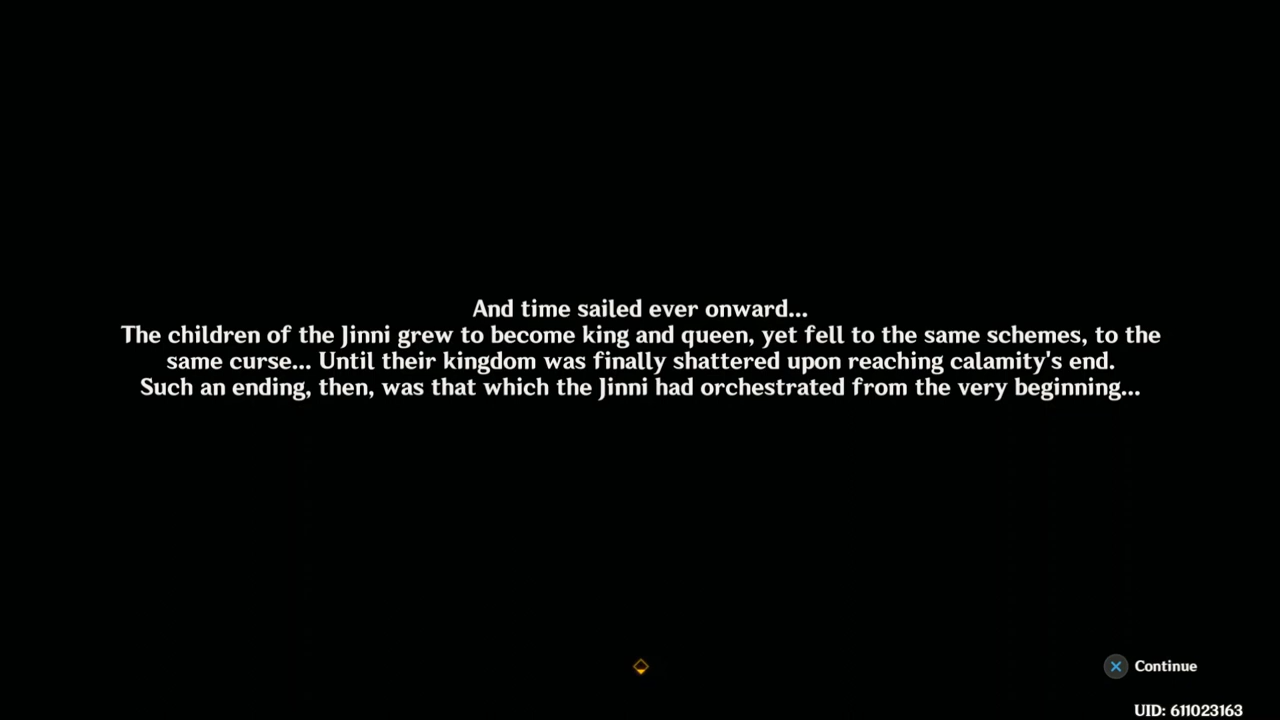 And time sailed ever onward...
The children of the Jinni grew to become king and queen, yet fell to the same schemes, to the
same curse... Until their kingdom was finally shattered upon reaching calamity's end.
Such an ending, then, was that which the Jinni had orchestrated from the very beginning...
Continue
UID: 611023163